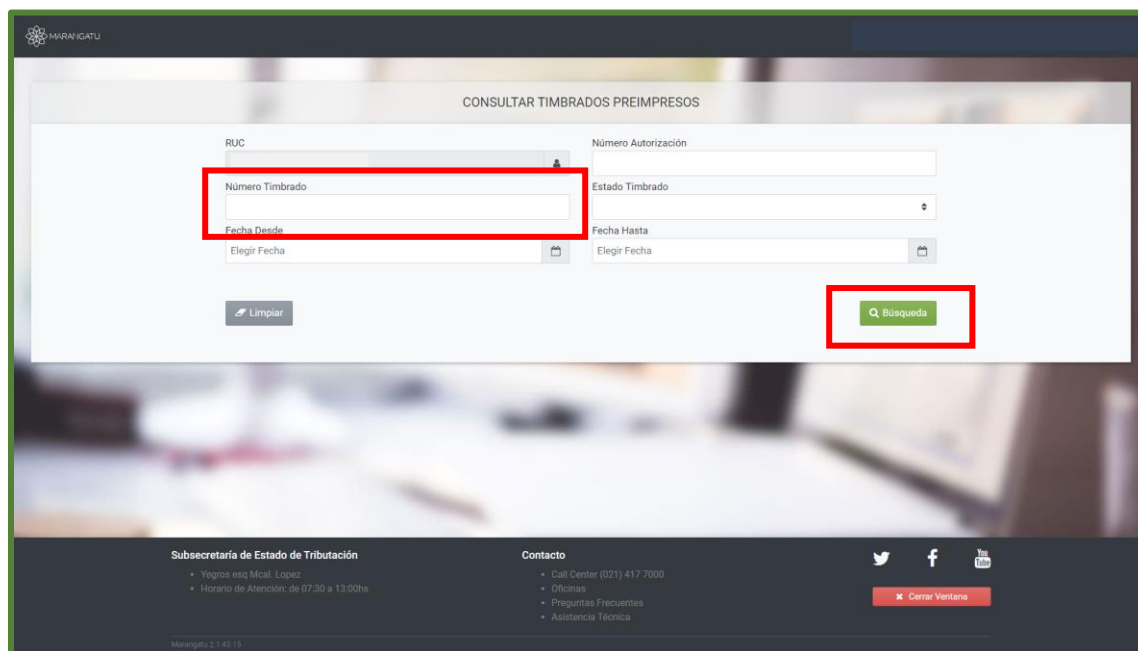 MARANGATU
CONSULTAR TIMBRADOS PREIMPRESOS
RUC
Número Autorización
Número Timbrado
Estado Timbrado
Fecha Desde
Fecha Hasta
Elegir Fecha
Elegir Fecha
Limpiar
Búsqueda
Subsecretaría de Estado de Tributación
Yegros esq Mcal. Lopez
Horario de Atención: de 07:30 a 13:00hs
Contacto
Call Center (021) 417 7000
Oficinas
Preguntas Frecuentes
Asistencia Técnica
You
Tube
Cerrar Ventana
Marangatu 2.1.43.15